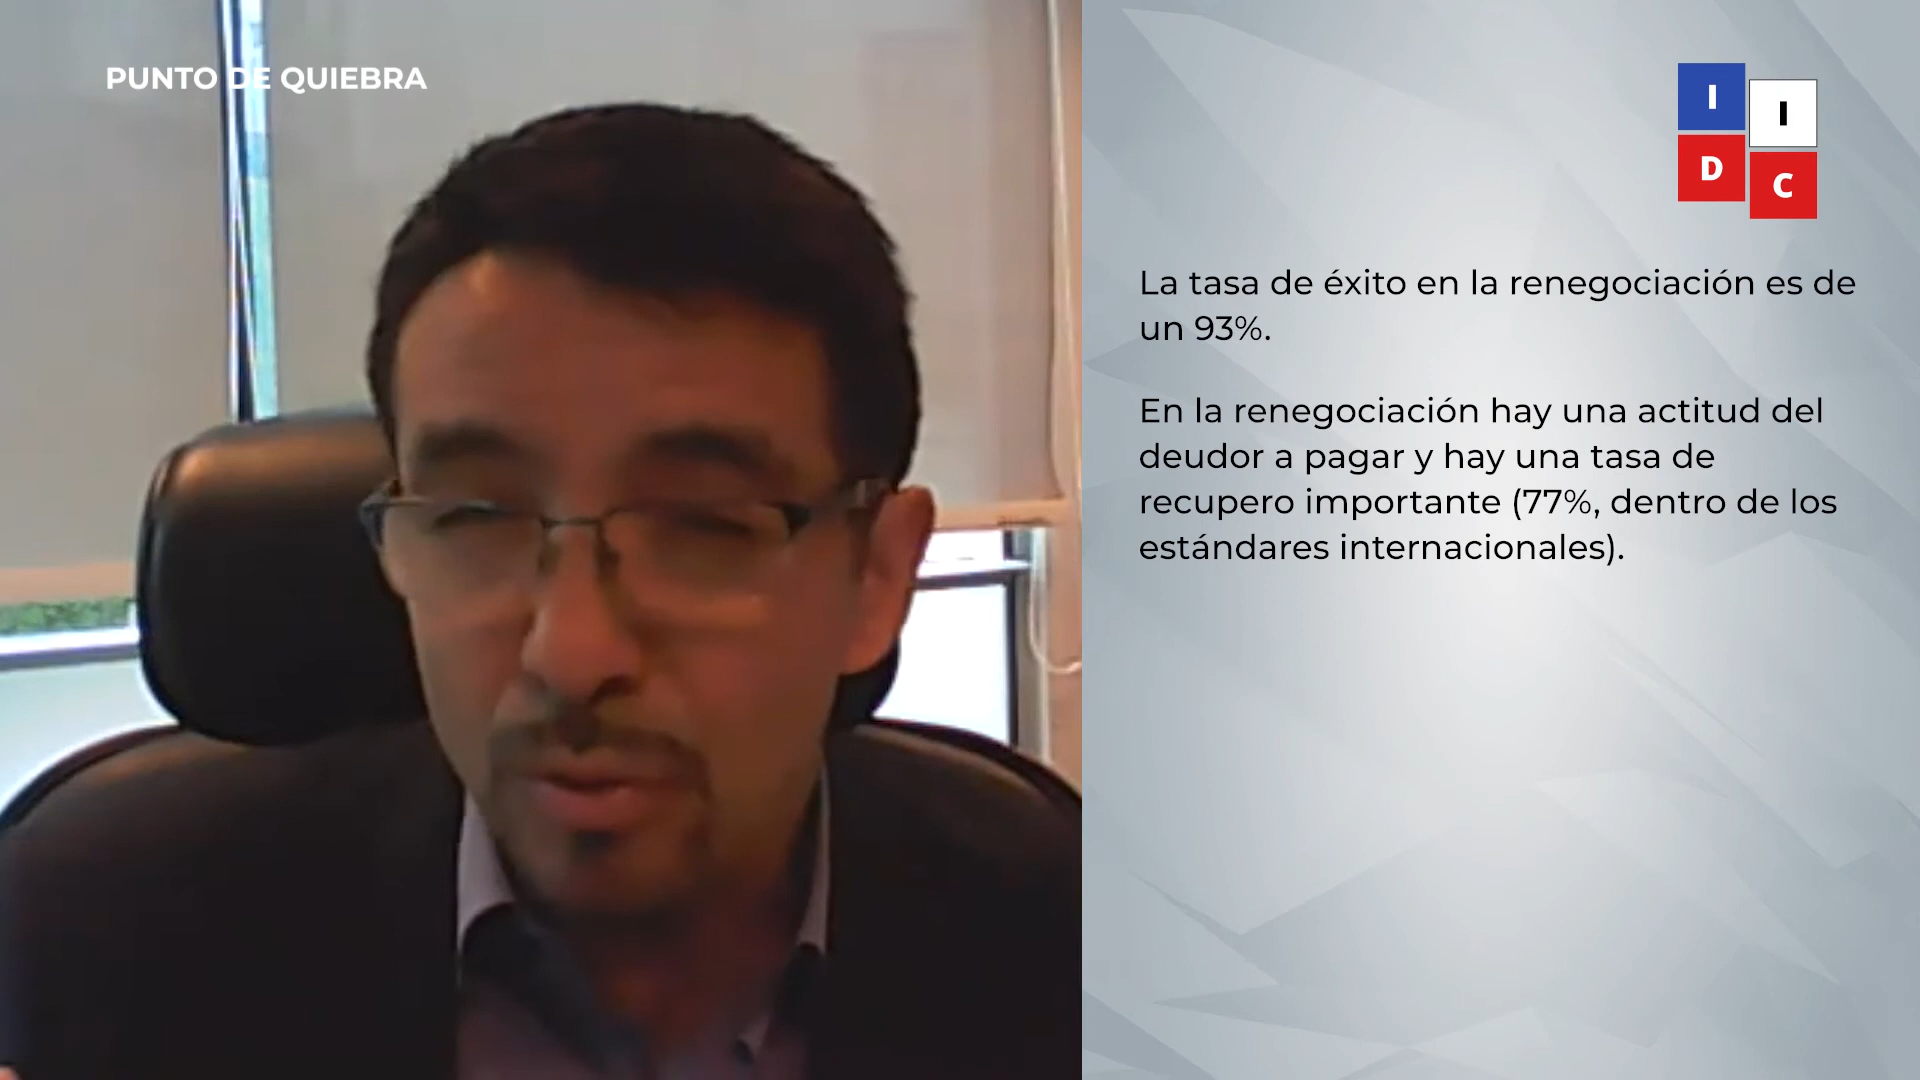 PUNTO DE QUIEBRA
I
I
D
C
La tasa de éxito en la renegociación es de
un 93%.
En la renegociación hay una actitud del
deudor a pagar y hay una tasa de
recupero importante (77%, dentro de los
estándares internacionales).